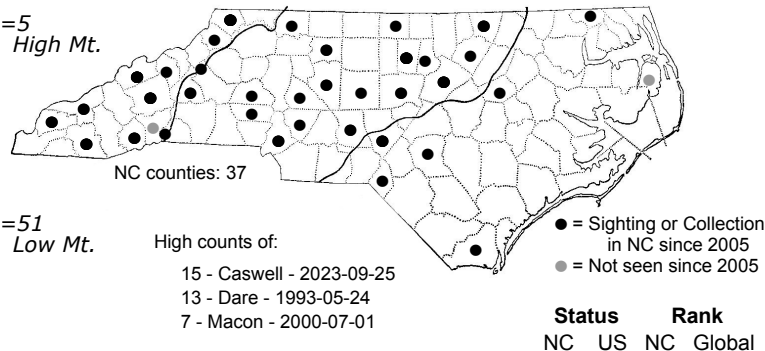 =5
High Mt.
NC counties: 37
=51
Low Mt.
High counts of:
15 - Caswell - 2023-09-25
13 - Dare - 1993-05-24
7 - Macon - 2000-07-01
● = Sighting or Collection
in NC since 2005
● = Not seen since 2005
Status Rank
NC US NC Global